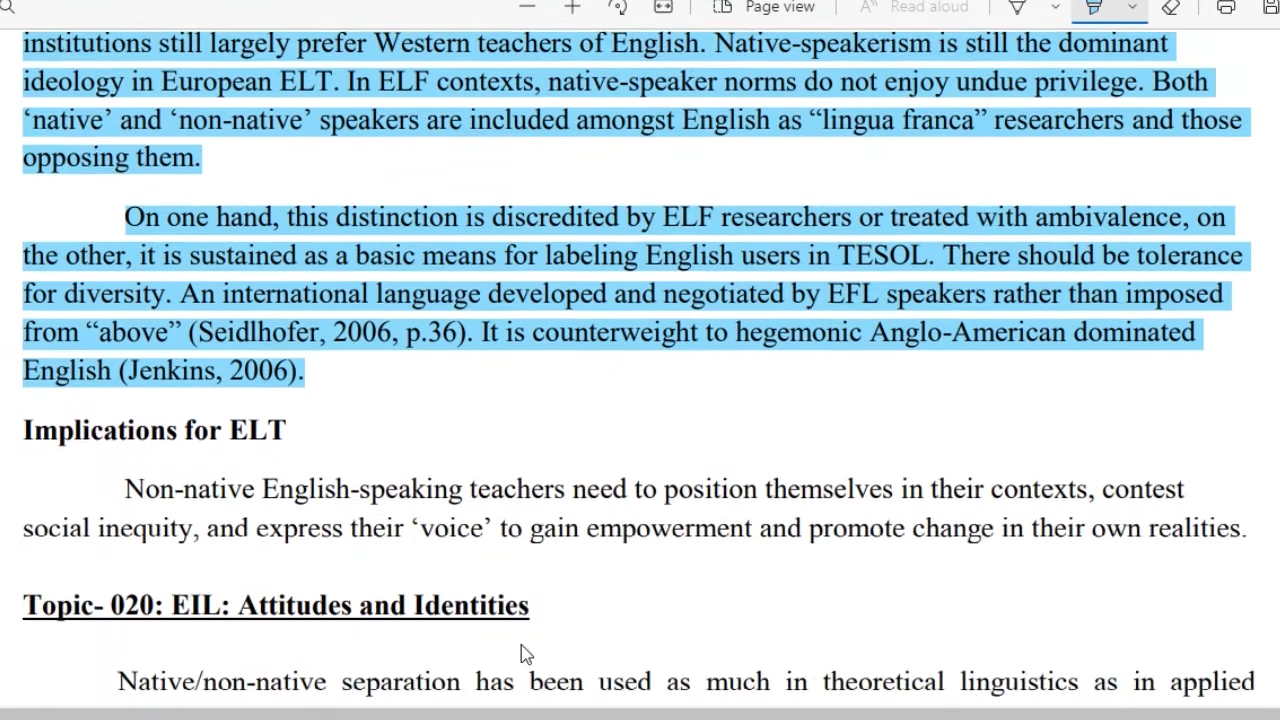 Page view
Read aloud
institutions still largely prefer Western teachers of English. Native-speakerism is still the dominant
ideology in European ELT. In ELF contexts, native-speaker norms do not enjoy undue privilege. Both
‘native’ and ‘non-native’ speakers are included amongst English as “lingua franca” researchers and those
opposing them.
On one hand, this distinction is discredited by ELF researchers or treated with ambivalence, on
the other, it is sustained as a basic means for labeling English users in TESOL. There should be tolerance
for diversity. An international language developed and negotiated by EFL speakers rather than imposed
from “above” (Seidlhofer, 2006, p.36). It is counterweight to hegemonic Anglo-American dominated
English (Jenkins, 2006).
Implications for ELT
Non-native English-speaking teachers need to position themselves in their contexts, contest
social inequity, and express their ‘voice’ to gain empowerment and promote change in their own realities.
Topic- 020: EIL: Attitudes and Identities
Native/non-native separation has been used as much in theoretical linguistics as in applied